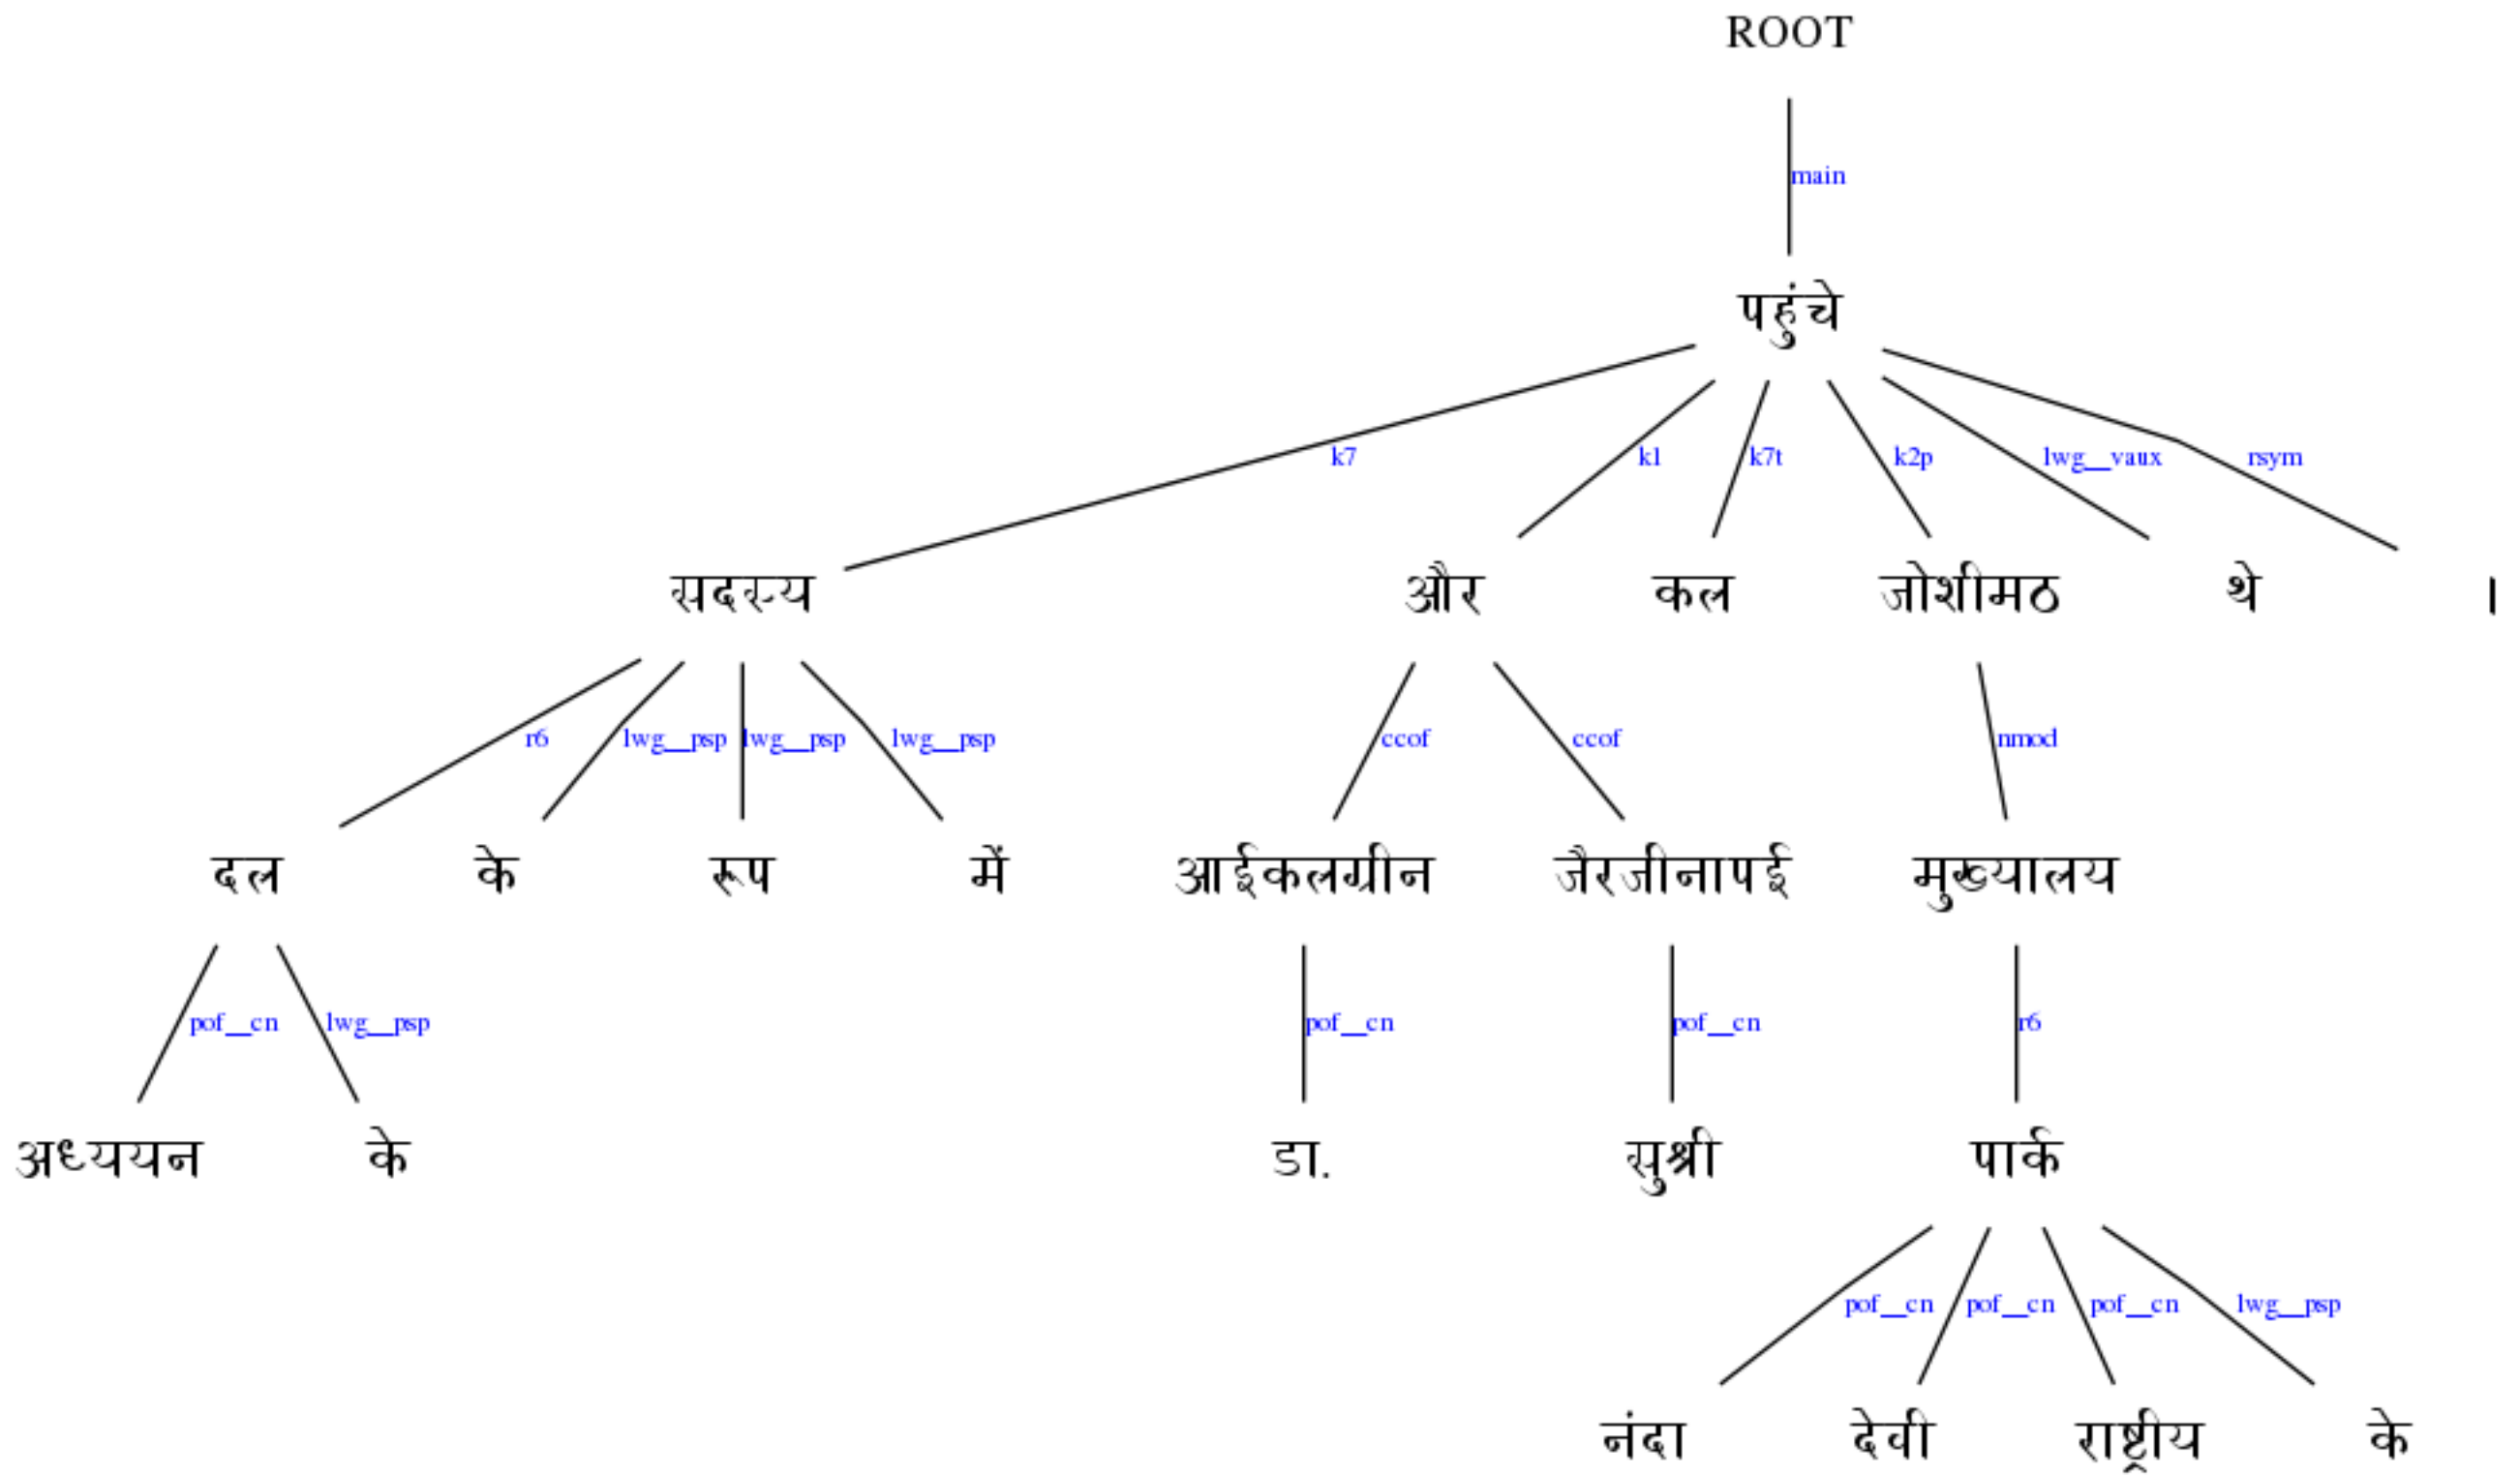 ROOT
main
पहुंचे
k7 k1 k7t k2p lwg__vaux rsym
सदस्य और कल जोशीमठ थे ।
r6 lwg__psp lwg__psp lwg__psp ccof ccof nmod
दल के रूप में आईकलग्रीन जैरजीनापई मुख्यालय
pof__cn lwg__psp pof__cn pof__cn r6
अध्ययन के डा. सुश्री पार्क
pof__cn pof__cn pof__cn lwg__psp
नंदा देवी राष्ट्रीय के